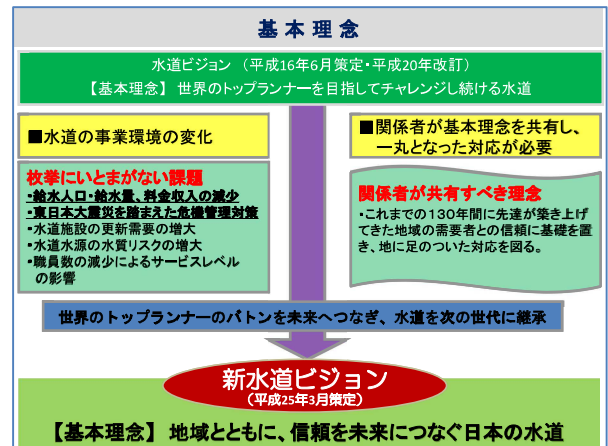 基本理念
水道ビジョン （平成16年6月策定・平成20年改訂）
【基本理念】 世界のトップランナーを目指してチャレンジし続ける水道
■水道の事業環境の変化
枚挙にいとまがない課題
・給水人口・給水量、料金収入の減少
・東日本大震災を踏まえた危機管理対策
・水道施設の更新需要の増大
・水道水源の水質リスクの増大
・職員数の減少によるサービスレベル
の影響
■関係者が基本理念を共有し、
一丸となった対応が必要
関係者が共有すべき理念
・これまでの130年間に先達が築き上げ
てきた地域の需要者との信頼に基礎を置
き、地に足のついた対応を図る。
世界のトップランナーのバトンを未来へつなぎ、水道を次の世代に継承
新水道ビジョン
（平成25年3月策定）
【基本理念】 地域とともに、信頼を未来につなぐ日本の水道